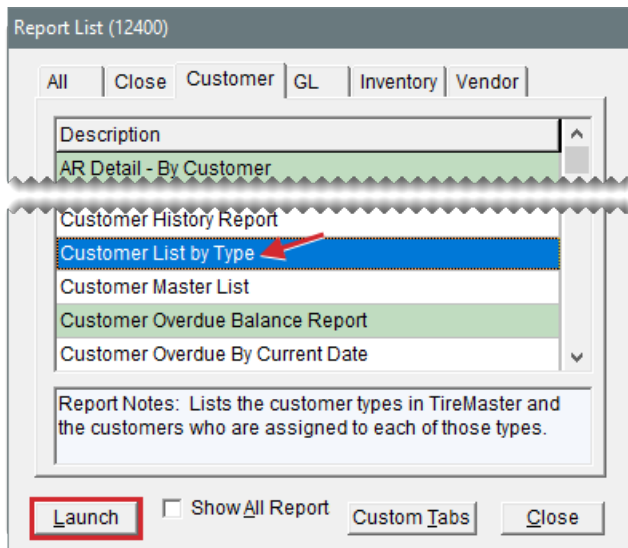 Report List (12400)
All Close Customer GL Inventory Vendor
Description
AR Detail - By Customer
Customer History Report
Customer List by Type
Customer Master List
Customer Overdue Balance Report
Customer Overdue By Current Date
Report Notes: Lists the customer types in TireMaster and
the customers who are assigned to each of those types.
Launch Show All Report Custom Tabs Close